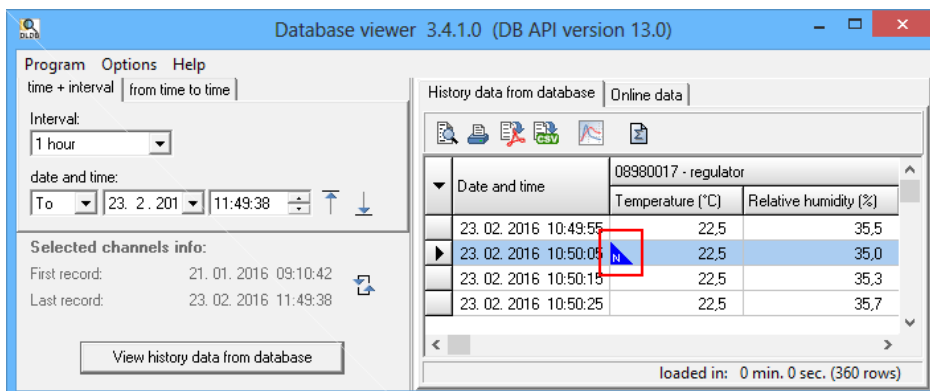 DLDB
Database viewer 3.4.1.0 (DB API version 13.0)
Program Options Help
time + interval from time to time
Interval:
1 hour
date and time:
To 23. 2 . 201 11:49:38
Selected channels info:
First record: 21. 01. 2016 09:10:42
Last record: 23. 02. 2016 11:49:38
View history data from database
History data from database Online data
CSV
Date and time
08980017 - regulator
Temperature (°C) Relative humidity (%)
23. 02. 2016 10:49:55 22,5 35,5
23. 02. 2016 10:50:05 N 22,5 35,0
23. 02. 2016 10:50:15 22,5 35,3
23. 02. 2016 10:50:25 22,5 35,7
loaded in: 0 min. 0 sec. (360 rows)